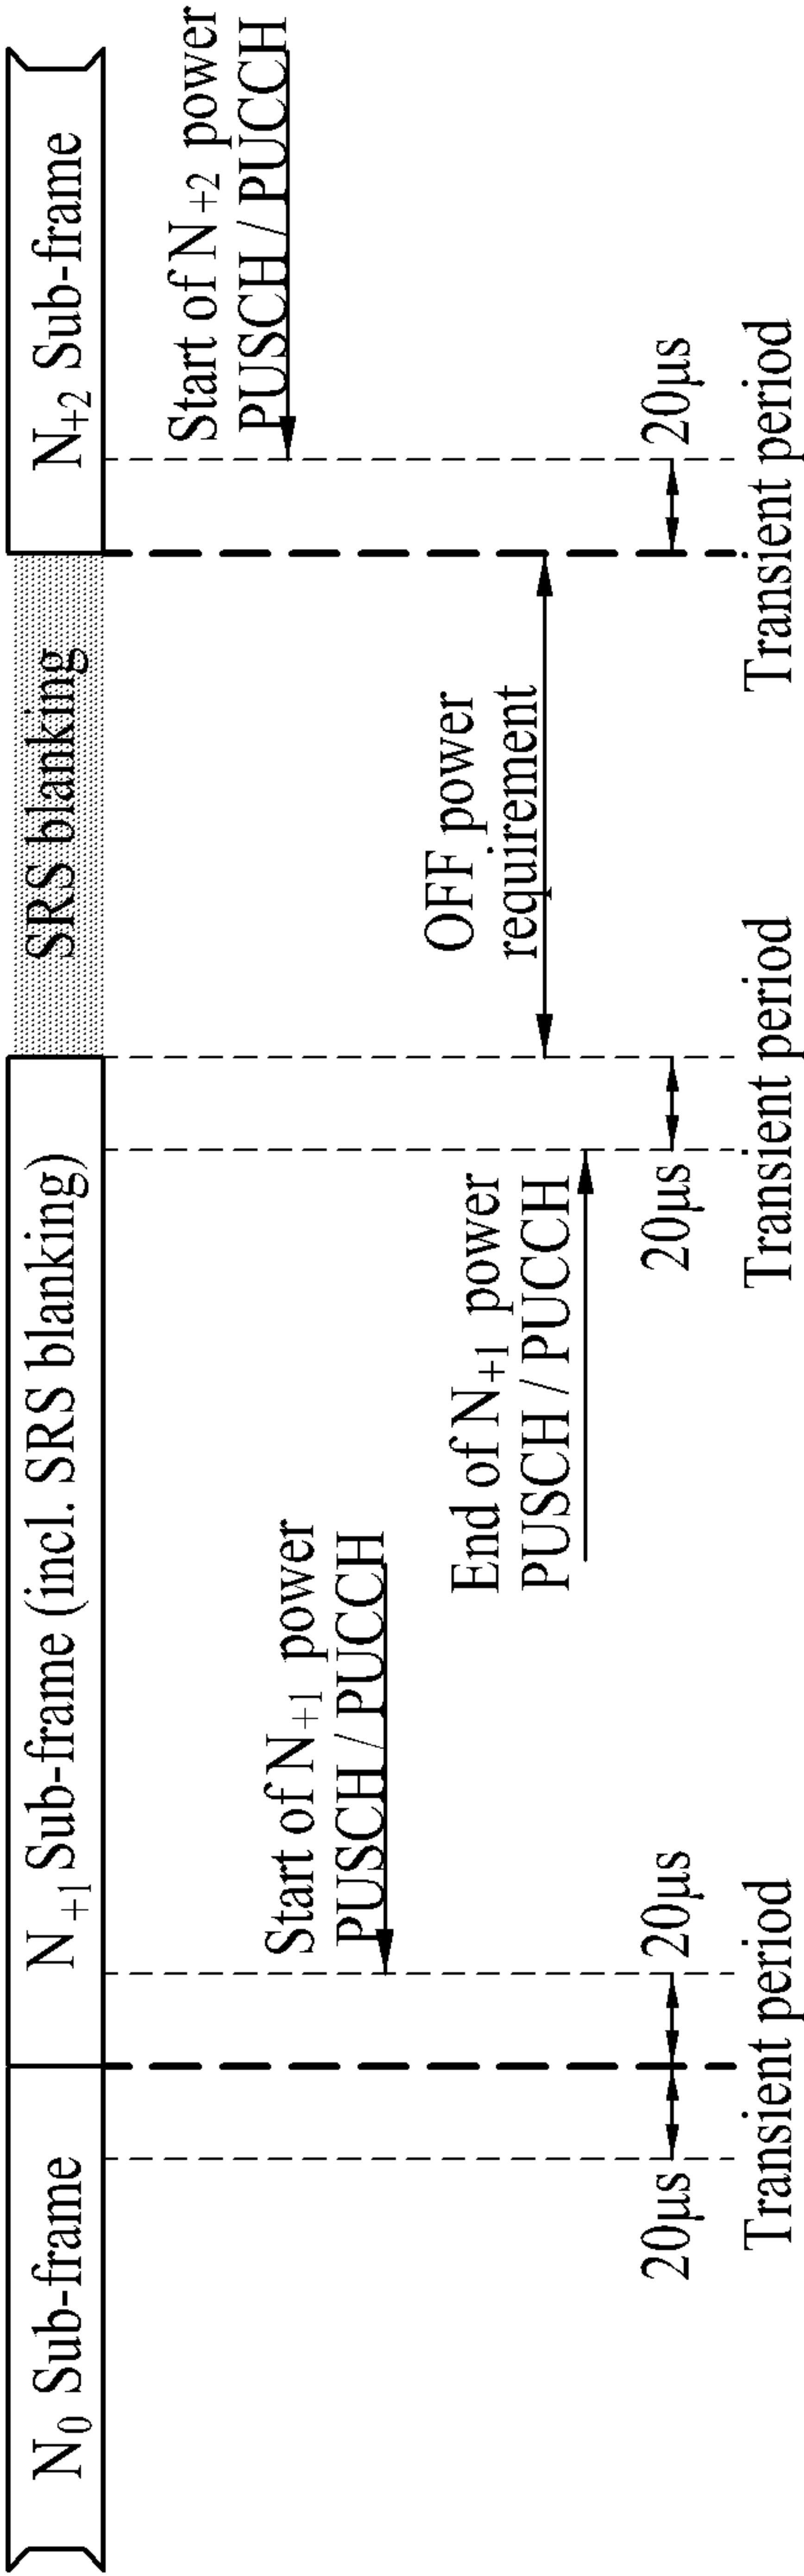 N0 Sub-frame
N+1 Sub-frame (incl. SRS blanking)
SRS blanking
N+2 Sub-frame
Start of N+2 power
PUSCH / PUCCH
Start of N+1 power
PUSCH / PUCCH
OFF power
requirement
End of N+1 power
PUSCH / PUCCH
20μs
20μs
20μs
20μs
Transient period
Transient period
Transient period